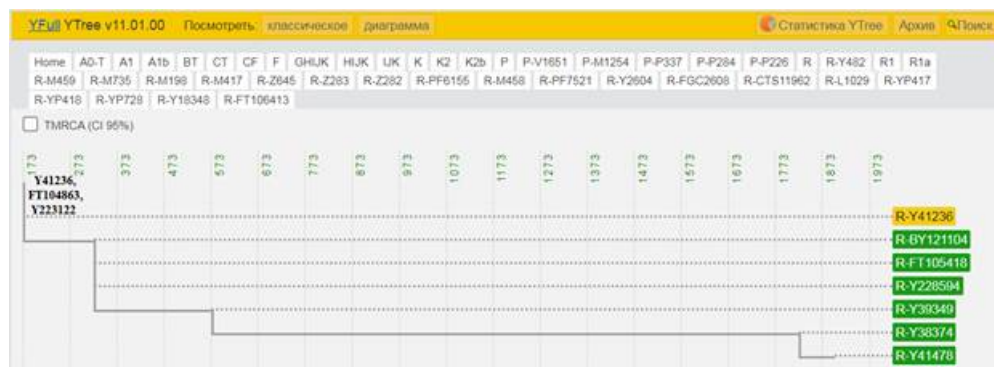 YFull YTree v11.01.00 Посмотреть: классическое диаграмма Статистика YTree Архив Поиск
Home A0-T A1 A1b BT CT CF F GHIJK HIJK IJK K K2 K2b P P-V1651 P-M1254 P-P337 P-P284 P-P226 R R-Y482 R1 R1a
R-M459 R-M735 R-M198 R-M417 R-Z645 R-Z283 R-Z282 R-PF6155 R-M458 R-PF7521 R-Y2604 R-FGC2608 R-CTS11962 R-L1029 R-YP417
R-YP418 R-YP729 R-Y18348 R-FT106413
TMRCA (CI 95%)
173 273 373 473 573 673 773 873 973 1073 1173 1273 1373 1473 1573 1673 1773 1873 1973
Y41236,
FT104863,
Y223122
R-Y41236
R-BY121104
R-FT105418
R-Y228594
R-Y39349
R-Y38374
R-Y41478